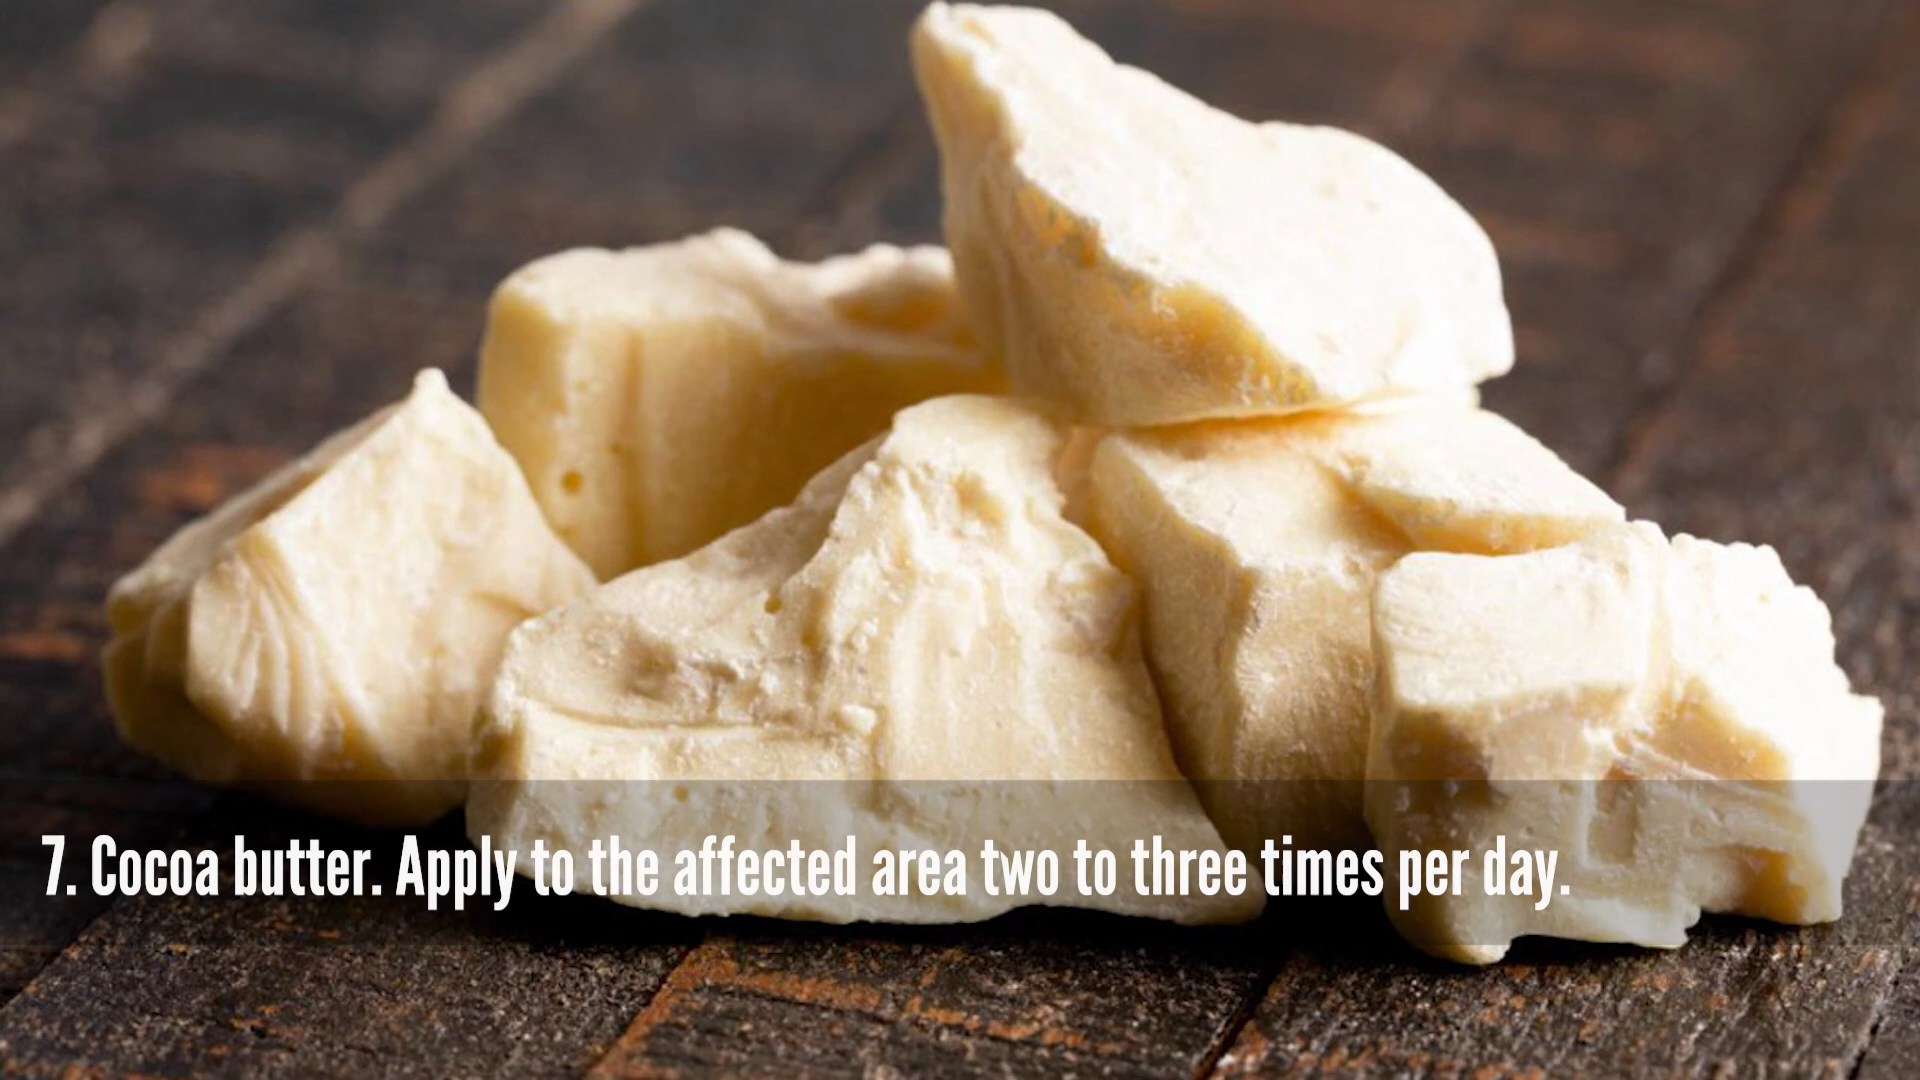 7. Cocoa butter. Apply to the affected area two to three times per day.